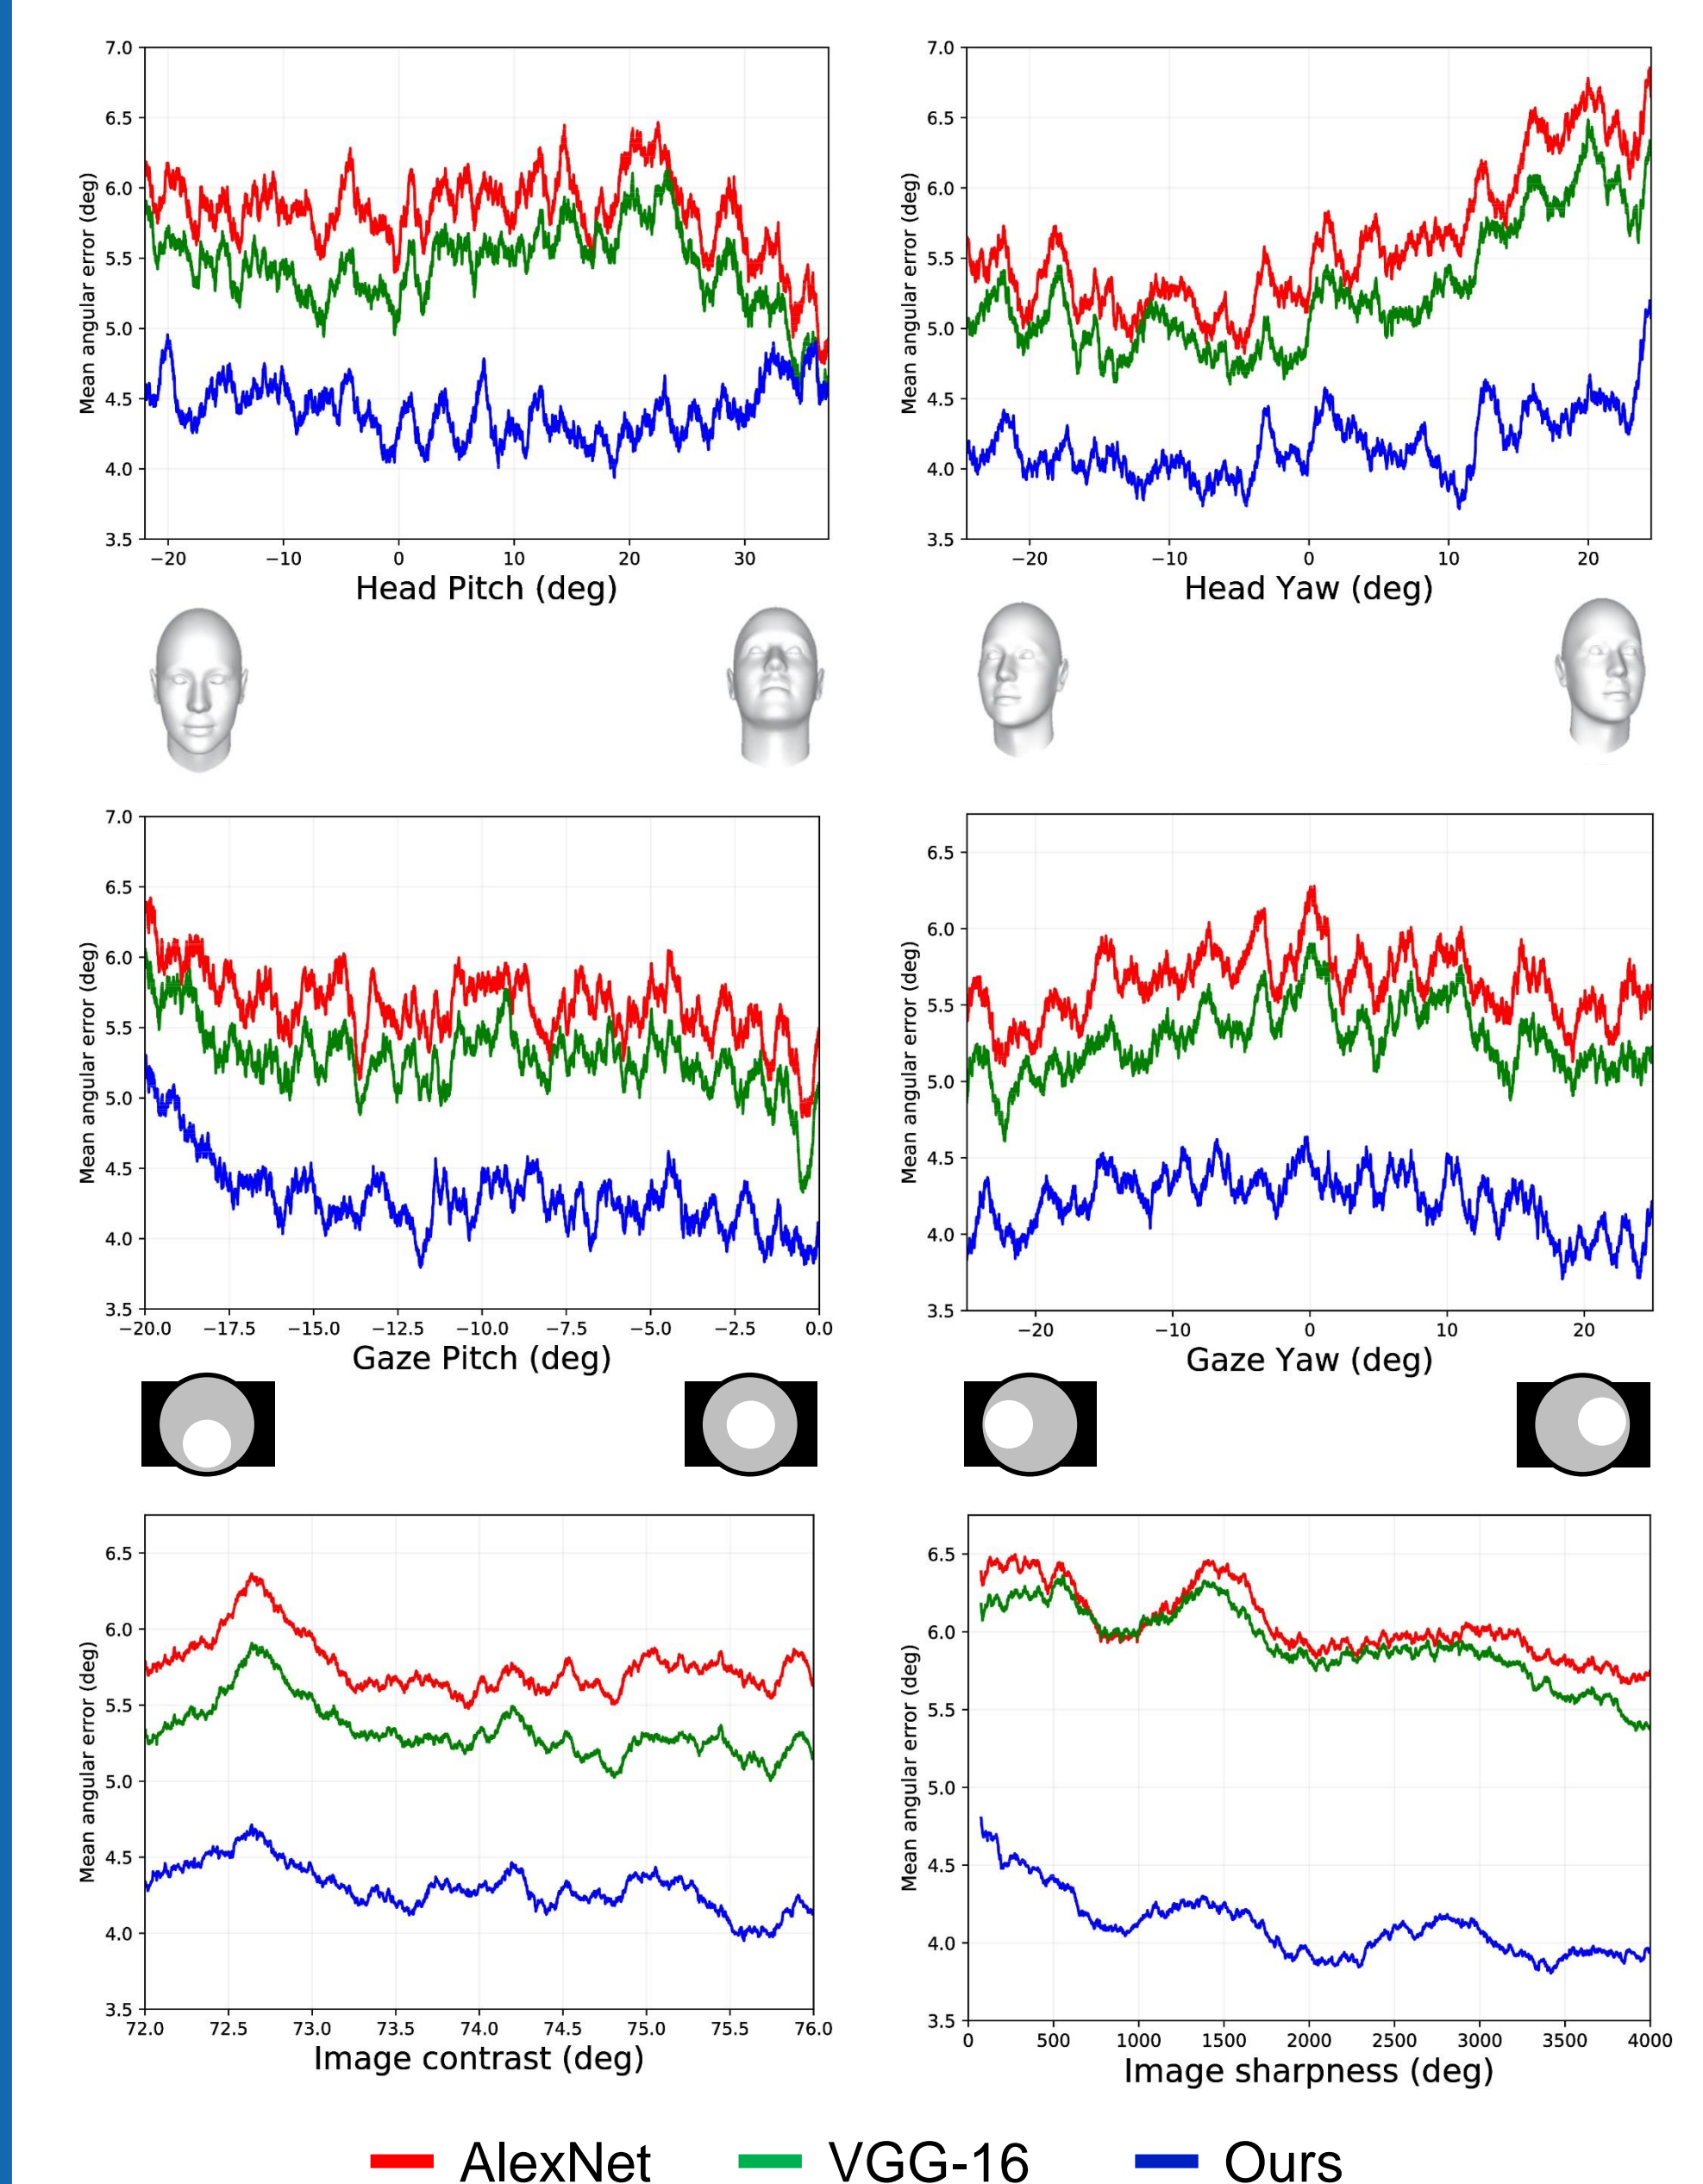 7.0
6.5
6.0
5.5
5.0
4.5
4.0
3.5
Mean angular error (deg)
−20 −10 0 10 20 30
Head Pitch (deg)
7.0
6.5
6.0
5.5
5.0
4.5
4.0
3.5
Mean angular error (deg)
−20 −10 0 10 20
Head Yaw (deg)
7.0
6.5
6.0
5.5
5.0
4.5
4.0
3.5
Mean angular error (deg)
−20.0 −17.5 −15.0 −12.5 −10.0 −7.5 −5.0 −2.5 0.0
Gaze Pitch (deg)
6.5
6.0
5.5
5.0
4.5
4.0
3.5
Mean angular error (deg)
−20 −10 0 10 20
Gaze Yaw (deg)
6.5
6.0
5.5
5.0
4.5
4.0
3.5
Mean angular error (deg)
72.0 72.5 73.0 73.5 74.0 74.5 75.0 75.5 76.0
Image contrast (deg)
6.5
6.0
5.5
5.0
4.5
4.0
3.5
Mean angular error (deg)
0 500 1000 1500 2000 2500 3000 3500 4000
Image sharpness (deg)
AlexNet VGG-16 Ours